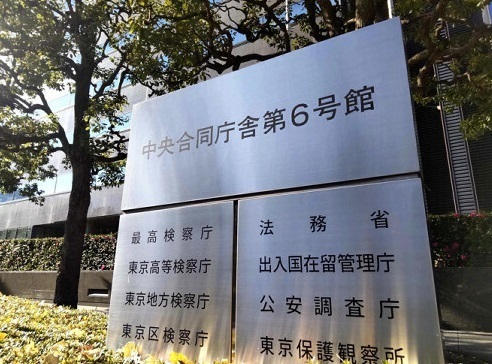 中央合同庁舎第6号館
最高検察庁
東京高等検察庁
東京地方検察庁
東京区検察庁
法務省
出入国在留管理庁
公安調査庁
東京保護観察所